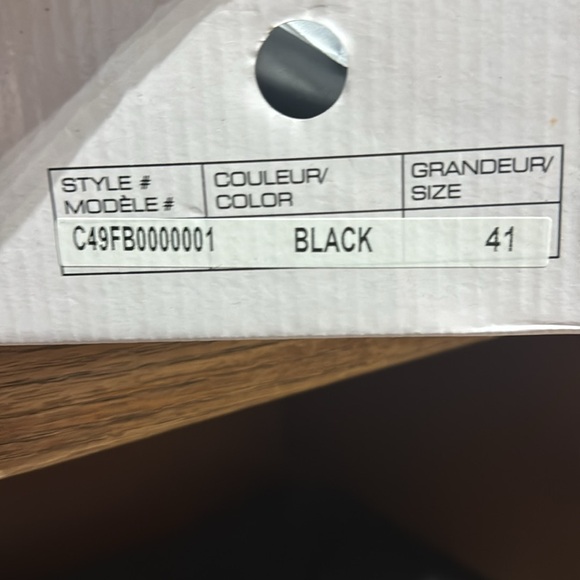 STYLE # COULEUR/ GRANDEUR/
MODÈLE # COLOR SIZE
C49FB0000001 BLACK 41